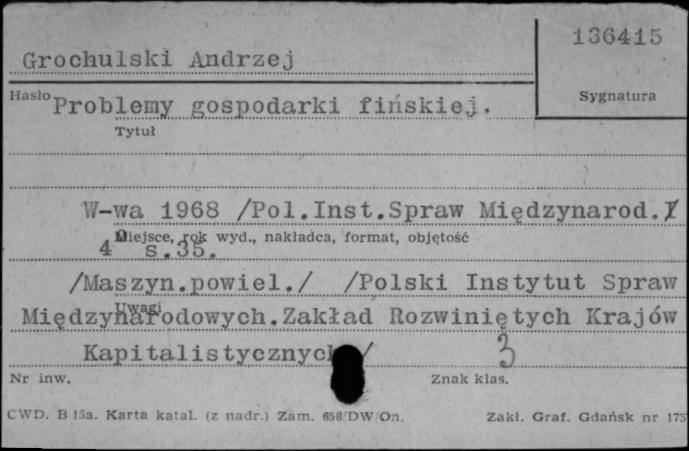 136415
Grochulski Andrzej
Hasło
Sygnatura
Problemy gospodarki fińskiej.
Tytuł
W-wa 1968 /Pol.Inst.Spraw Międzynarod./
Miejsce, rok wyd., nakładca, format, objętość
4° s.35.
/Maszyn.powiel./ /Polski Instytut Spraw
Uwagi
Międzynarodowych.Zakład Rozwiniętych Krajów
Kapitalistycznych/ 3
Nr inw.
Znak klas.
CWD. B 15a. Karta katal. (z nadr.) Zam. 658/DW/On.
Zakł. Graf. Gdańsk nr 175